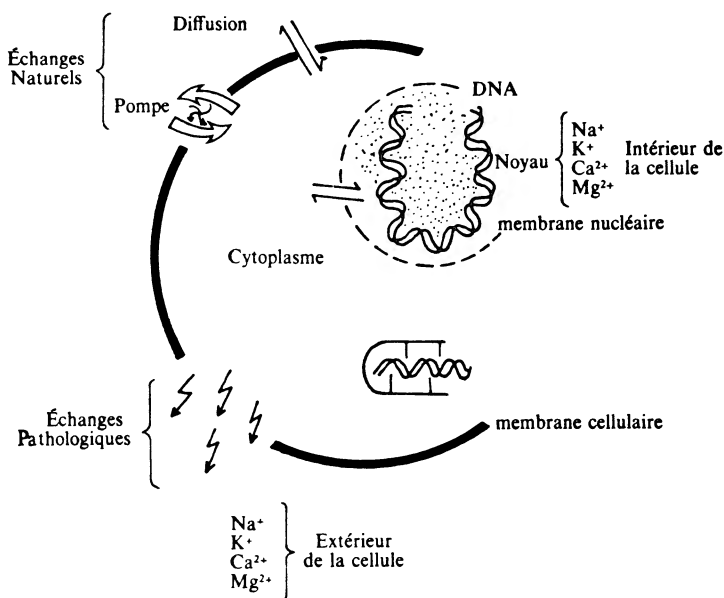 Diffusion
Échanges
Naturels
Pompe
DNA
Noyau
Na⁺
K⁺
Ca²⁺
Mg²⁺
Intérieur de
la cellule
membrane nucléaire
Cytoplasme
Échanges
Pathologiques
membrane cellulaire
Na⁺
K⁺
Ca²⁺
Mg²⁺
Extérieur
de la cellule